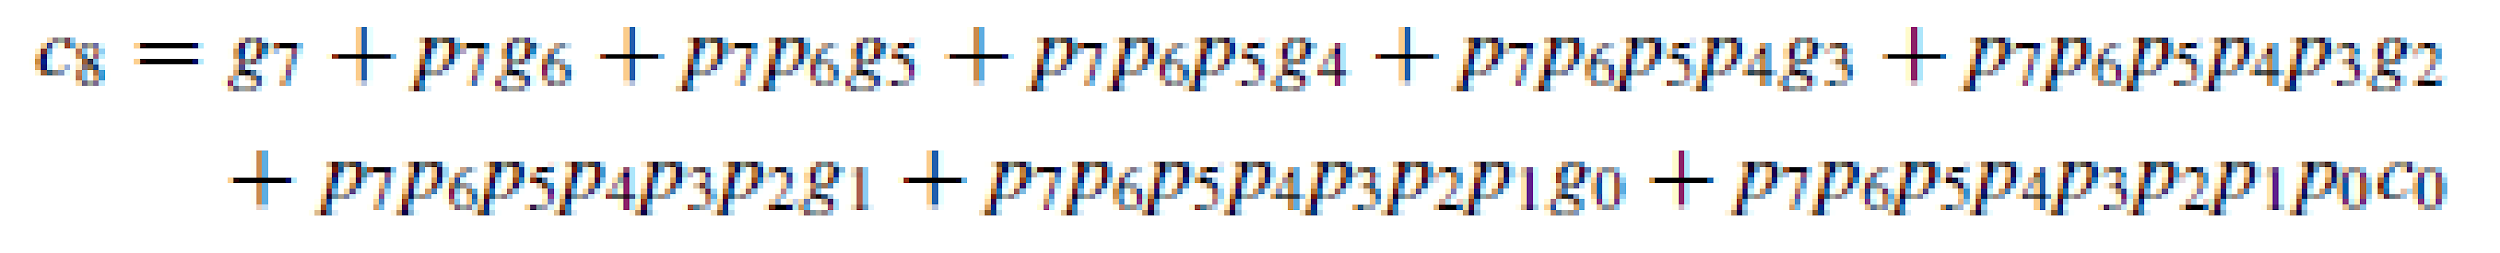 c₈ = g₇ + p₇g₆ + p₇p₆g₅ + p₇p₆p₅g₄ + p₇p₆p₅p₄g₃ + p₇p₆p₅p₄p₃g₂
+ p₇p₆p₅p₄p₃p₂g₁ + p₇p₆p₅p₄p₃p₂p₁g₀ + p₇p₆p₅p₄p₃p₂p₁p₀c₀